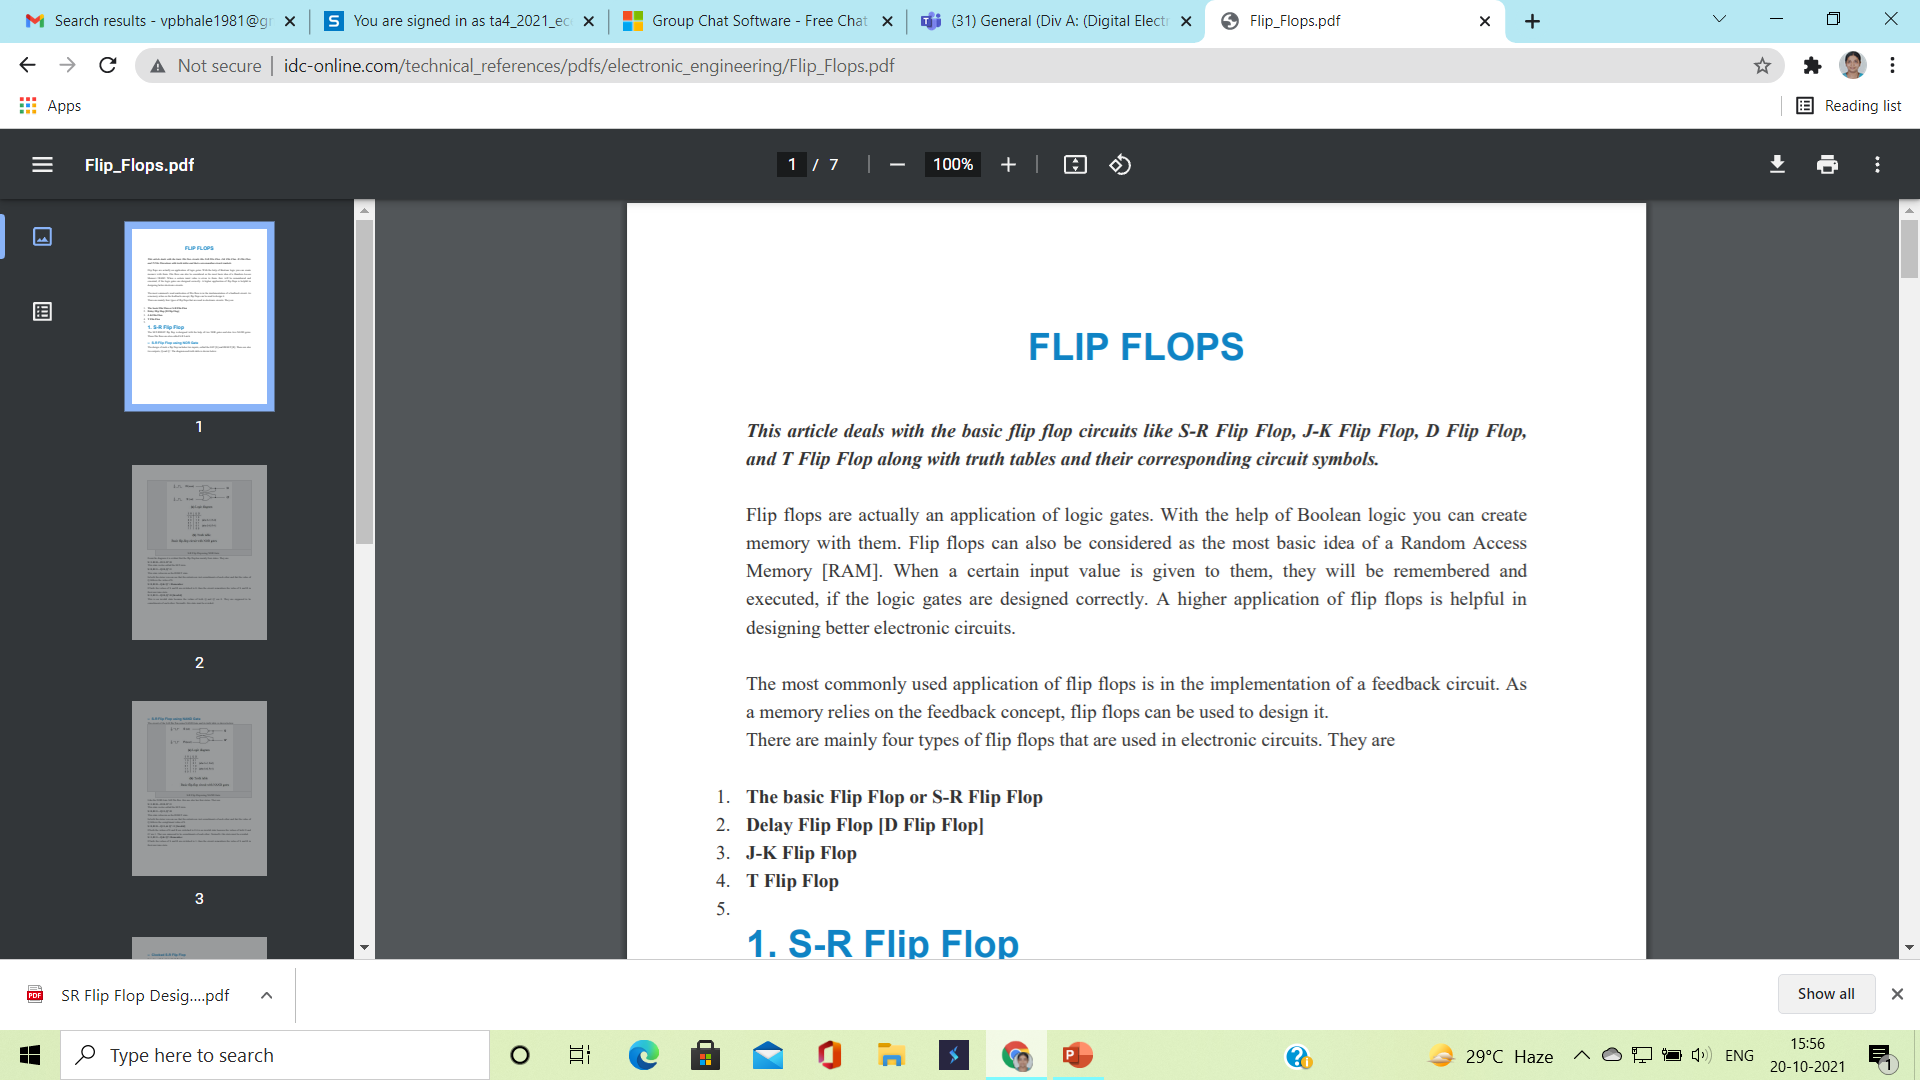 Search results - vpbhale1981@gr
You are signed in as ta4_2021_ec
Group Chat Software - Free Chat
(31) General (Div A: (Digital Electr
Flip_Flops.pdf
Not secure
idc-online.com/technical_references/pdfs/electronic_engineering/Flip_Flops.pdf
Apps
Reading list
Flip_Flops.pdf
1 / 7
100%
FLIP FLOPS
1. S-R Flip Flop
1
2
3
FLIP FLOPS
This article deals with the basic flip flop circuits like S-R Flip Flop, J-K Flip Flop, D Flip Flop,
and T Flip Flop along with truth tables and their corresponding circuit symbols.
Flip flops are actually an application of logic gates. With the help of Boolean logic you can create
memory with them. Flip flops can also be considered as the most basic idea of a Random Access
Memory [RAM]. When a certain input value is given to them, they will be remembered and
executed, if the logic gates are designed correctly. A higher application of flip flops is helpful in
designing better electronic circuits.
The most commonly used application of flip flops is in the implementation of a feedback circuit. As
a memory relies on the feedback concept, flip flops can be used to design it.
There are mainly four types of flip flops that are used in electronic circuits. They are
1. The basic Flip Flop or S-R Flip Flop
2. Delay Flip Flop [D Flip Flop]
3. J-K Flip Flop
4. T Flip Flop
5.
1. S-R Flip Flop
SR Flip Flop Desig....pdf
Show all
Type here to search
29°C Haze
ENG
15:56
20-10-2021
1